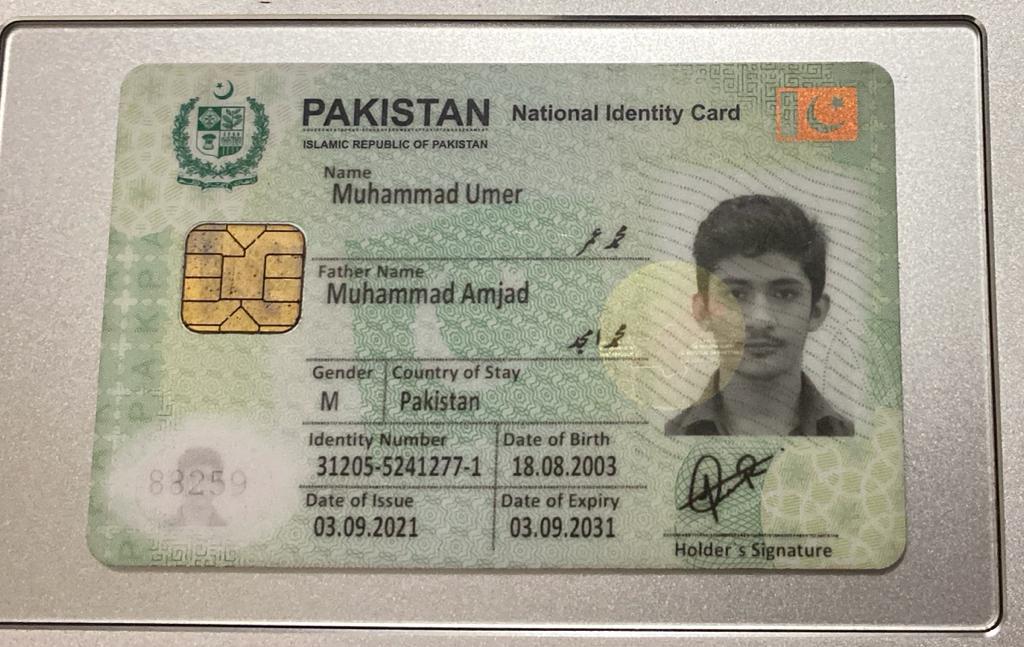 PAKISTAN National Identity Card
ISLAMIC REPUBLIC OF PAKISTAN
Name
Muhammad Umer
محمد عمر
Father Name
Muhammad Amjad
محمد امجد
Gender Country of Stay
M Pakistan
Identity Number Date of Birth
31205-5241277-1 18.08.2003
Date of Issue Date of Expiry
03.09.2021 03.09.2031
83259
Holder`s Signature